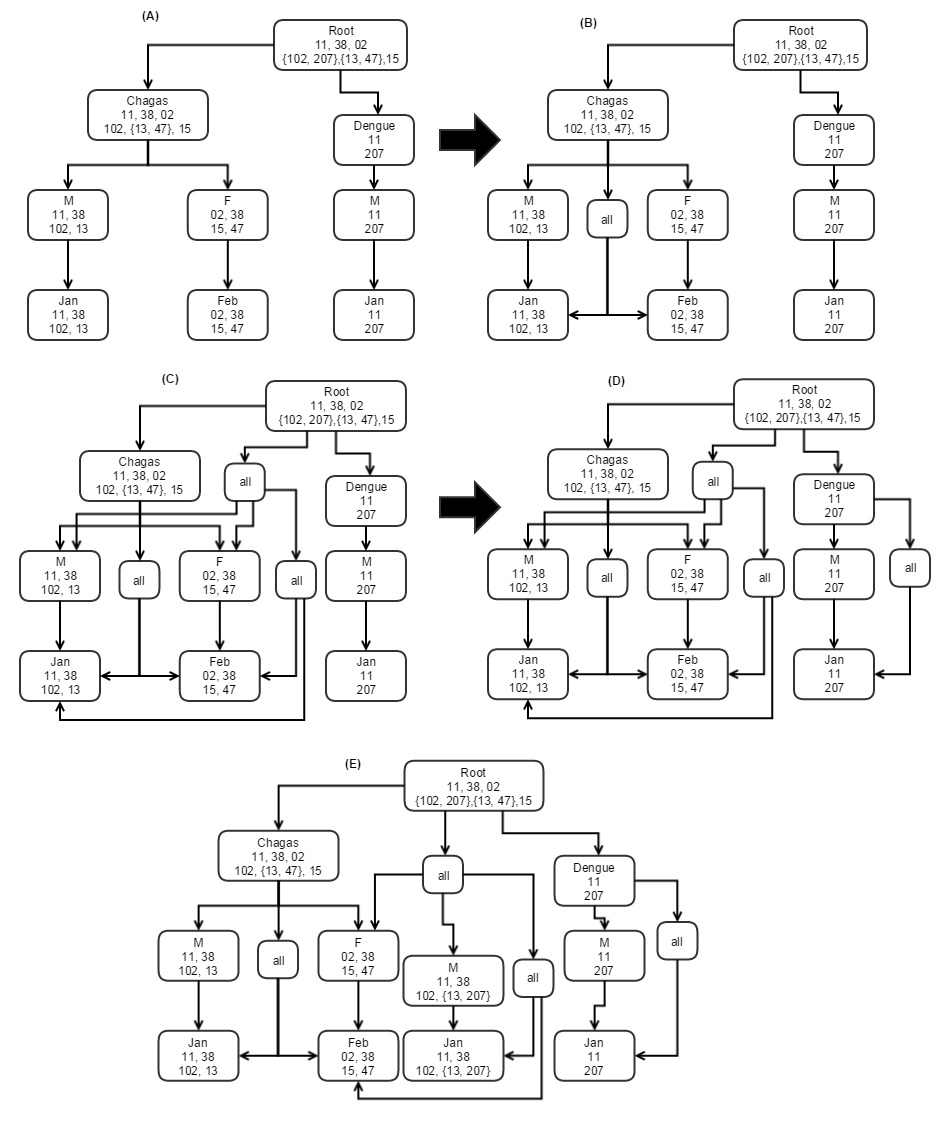 (A)
Root
11, 38, 02
{102, 207},{13, 47},15
Chagas
11, 38, 02
102, {13, 47}, 15
Dengue
11
207
M
11, 38
102, 13
F
02, 38
15, 47
M
11
207
Jan
11, 38
102, 13
Feb
02, 38
15, 47
Jan
11
207
(B)
Root
11, 38, 02
{102, 207},{13, 47},15
Chagas
11, 38, 02
102, {13, 47}, 15
Dengue
11
207
M
11, 38
102, 13
all
F
02, 38
15, 47
M
11
207
Jan
11, 38
102, 13
Feb
02, 38
15, 47
Jan
11
207
(C)
Root
11, 38, 02
{102, 207},{13, 47},15
Chagas
11, 38, 02
102, {13, 47}, 15
all
Dengue
11
207
M
11, 38
102, 13
all
F
02, 38
15, 47
all
M
11
207
Jan
11, 38
102, 13
Feb
02, 38
15, 47
Jan
11
207
(D)
Root
11, 38, 02
{102, 207},{13, 47},15
Chagas
11, 38, 02
102, {13, 47}, 15
all
Dengue
11
207
M
11, 38
102, 13
all
F
02, 38
15, 47
all
M
11
207
all
Jan
11, 38
102, 13
Feb
02, 38
15, 47
Jan
11
207
(E)
Root
11, 38, 02
{102, 207},{13, 47},15
Chagas
11, 38, 02
102, {13, 47}, 15
all
Dengue
11
207
M
11, 38
102, 13
all
F
02, 38
15, 47
M
11, 38
102, {13, 207}
all
M
11
207
all
Jan
11, 38
102, 13
Feb
02, 38
15, 47
Jan
11, 38
102, {13, 207}
Jan
11
207